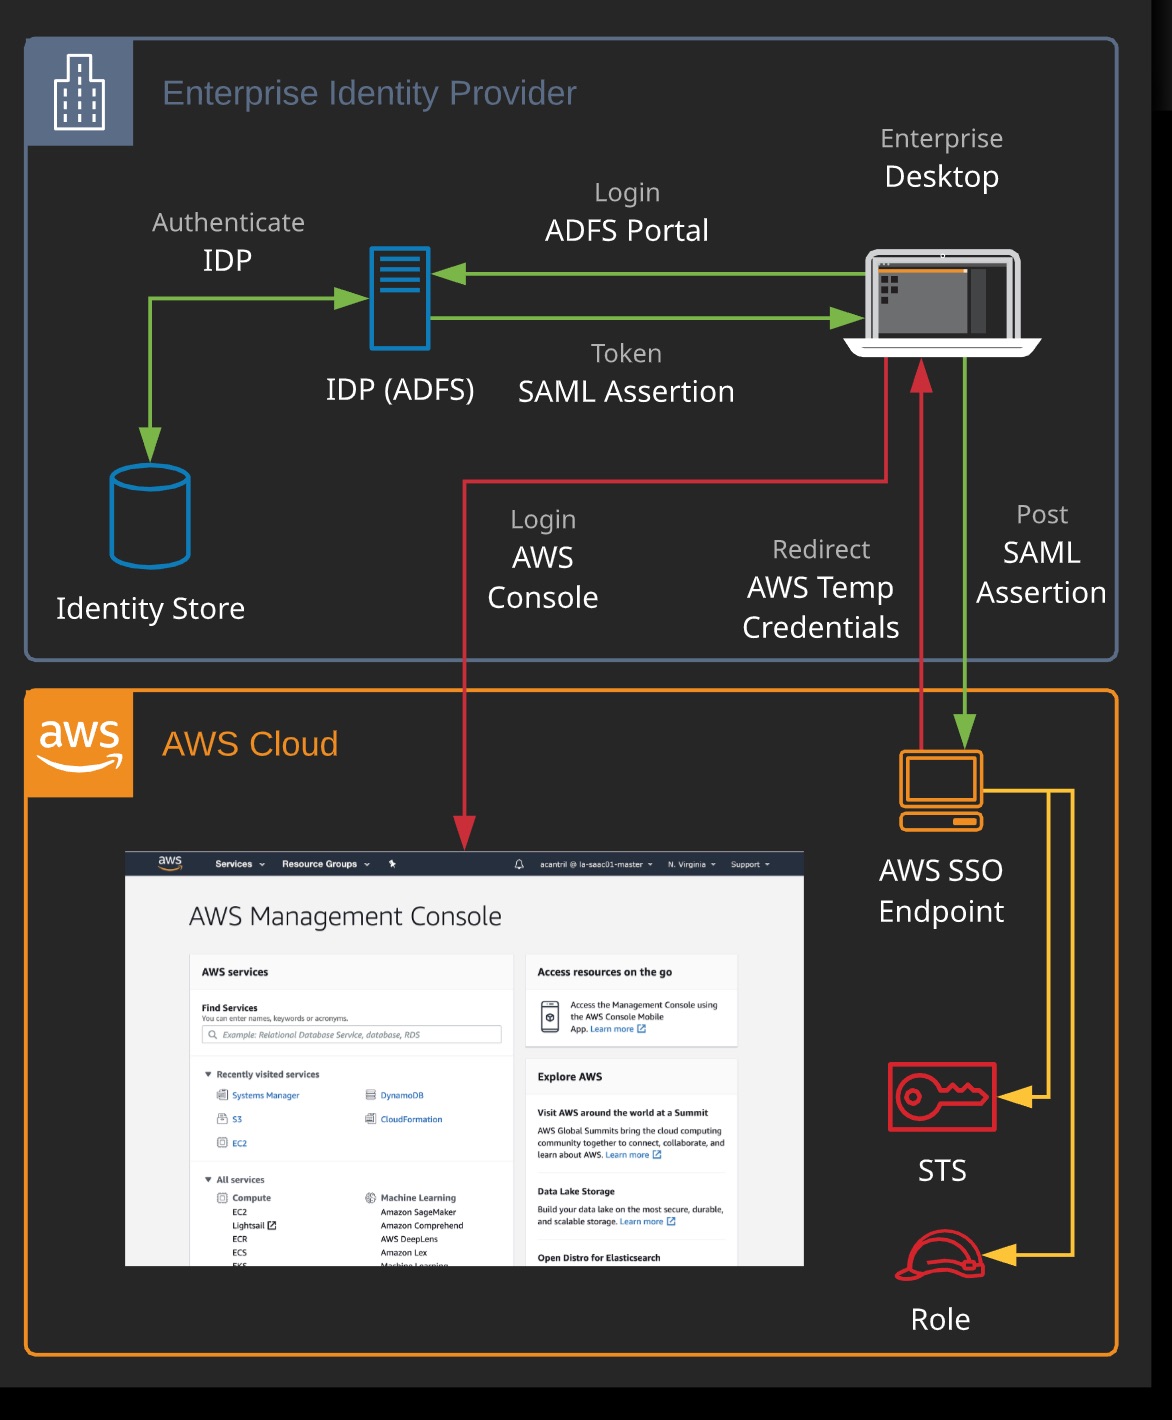 Enterprise Identity Provider
Enterprise
Desktop
Login
ADFS Portal
Authenticate
IDP
IDP (ADFS)
Token
SAML Assertion
Identity Store
Login
AWS
Console
Redirect
AWS Temp
Credentials
Post
SAML
Assertion
aws
AWS Cloud
AWS SSO
Endpoint
STS
Role
aws
Services
Resource Groups
acantril @ la-saac01-master
N. Virginia
Support
AWS Management Console
AWS services
Find Services
You can enter names, keywords or acronyms.
Example: Relational Database Service, database, RDS
Recently visited services
Systems Manager
DynamoDB
S3
CloudFormation
EC2
All services
Compute
EC2
Lightsail
ECR
ECS
EKS
Machine Learning
Amazon SageMaker
Amazon Comprehend
AWS DeepLens
Amazon Lex
Machine Learning
Access resources on the go
Access the Management Console using
the AWS Console Mobile
App. Learn more
Explore AWS
Visit AWS around the world at a Summit
AWS Global Summits bring the cloud computing
community together to connect, collaborate, and
learn about AWS. Learn more
Data Lake Storage
Build your data lake on the most secure, durable,
and scalable storage. Learn more
Open Distro for Elasticsearch